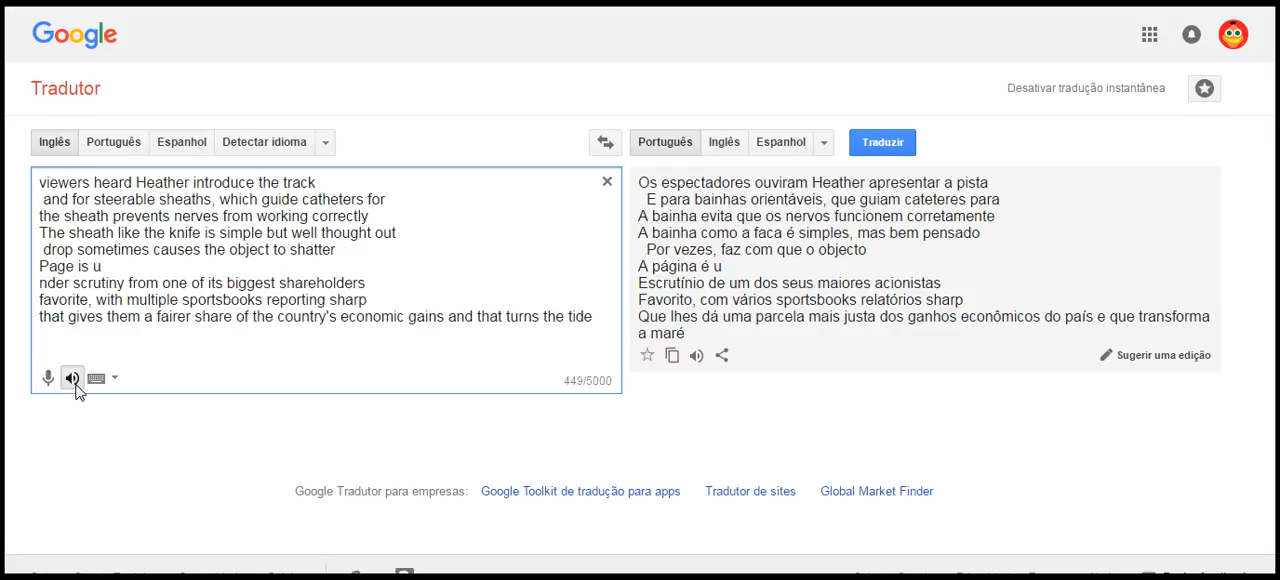 Google
Tradutor
Desativar tradução instantânea
Inglês Português Espanhol Detectar idioma
Português Inglês Espanhol Traduzir
viewers heard Heather introduce the track
and for steerable sheaths, which guide catheters for
the sheath prevents nerves from working correctly
The sheath like the knife is simple but well thought out
drop sometimes causes the object to shatter
Page is u
nder scrutiny from one of its biggest shareholders
favorite, with multiple sportsbooks reporting sharp
that gives them a fairer share of the country's economic gains and that turns the tide
449/5000
Os espectadores ouviram Heather apresentar a pista
E para bainhas orientáveis, que guiam cateteres para
A bainha evita que os nervos funcionem corretamente
A bainha como a faca é simples, mas bem pensado
Por vezes, faz com que o objecto
A página é u
Escrutínio de um dos seus maiores acionistas
Favorito, com vários sportsbooks relatórios sharp
Que lhes dá uma parcela mais justa dos ganhos econômicos do país e que transforma
a maré
Sugerir uma edição
Google Tradutor para empresas: Google Toolkit de tradução para apps Tradutor de sites Global Market Finder